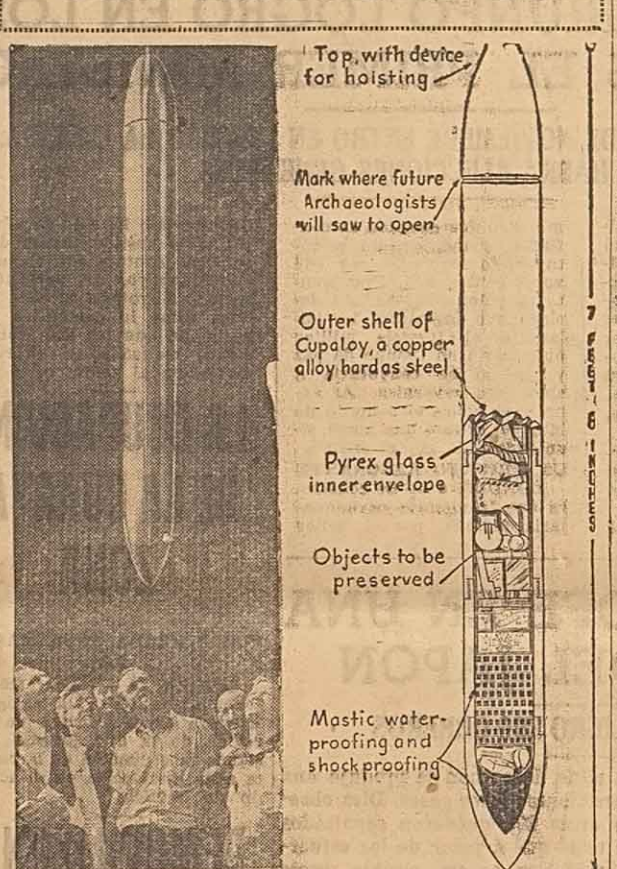 Top, with device
for hoisting
Mark where future
Archaeologists
will saw to open
Outer shell of
Cupaloy, a copper
alloy hard as steel
Pyrex glass
inner envelope
Objects to be
preserved
Mastic water-
proofing and
shock proofing
7 FEET 6 INCHES